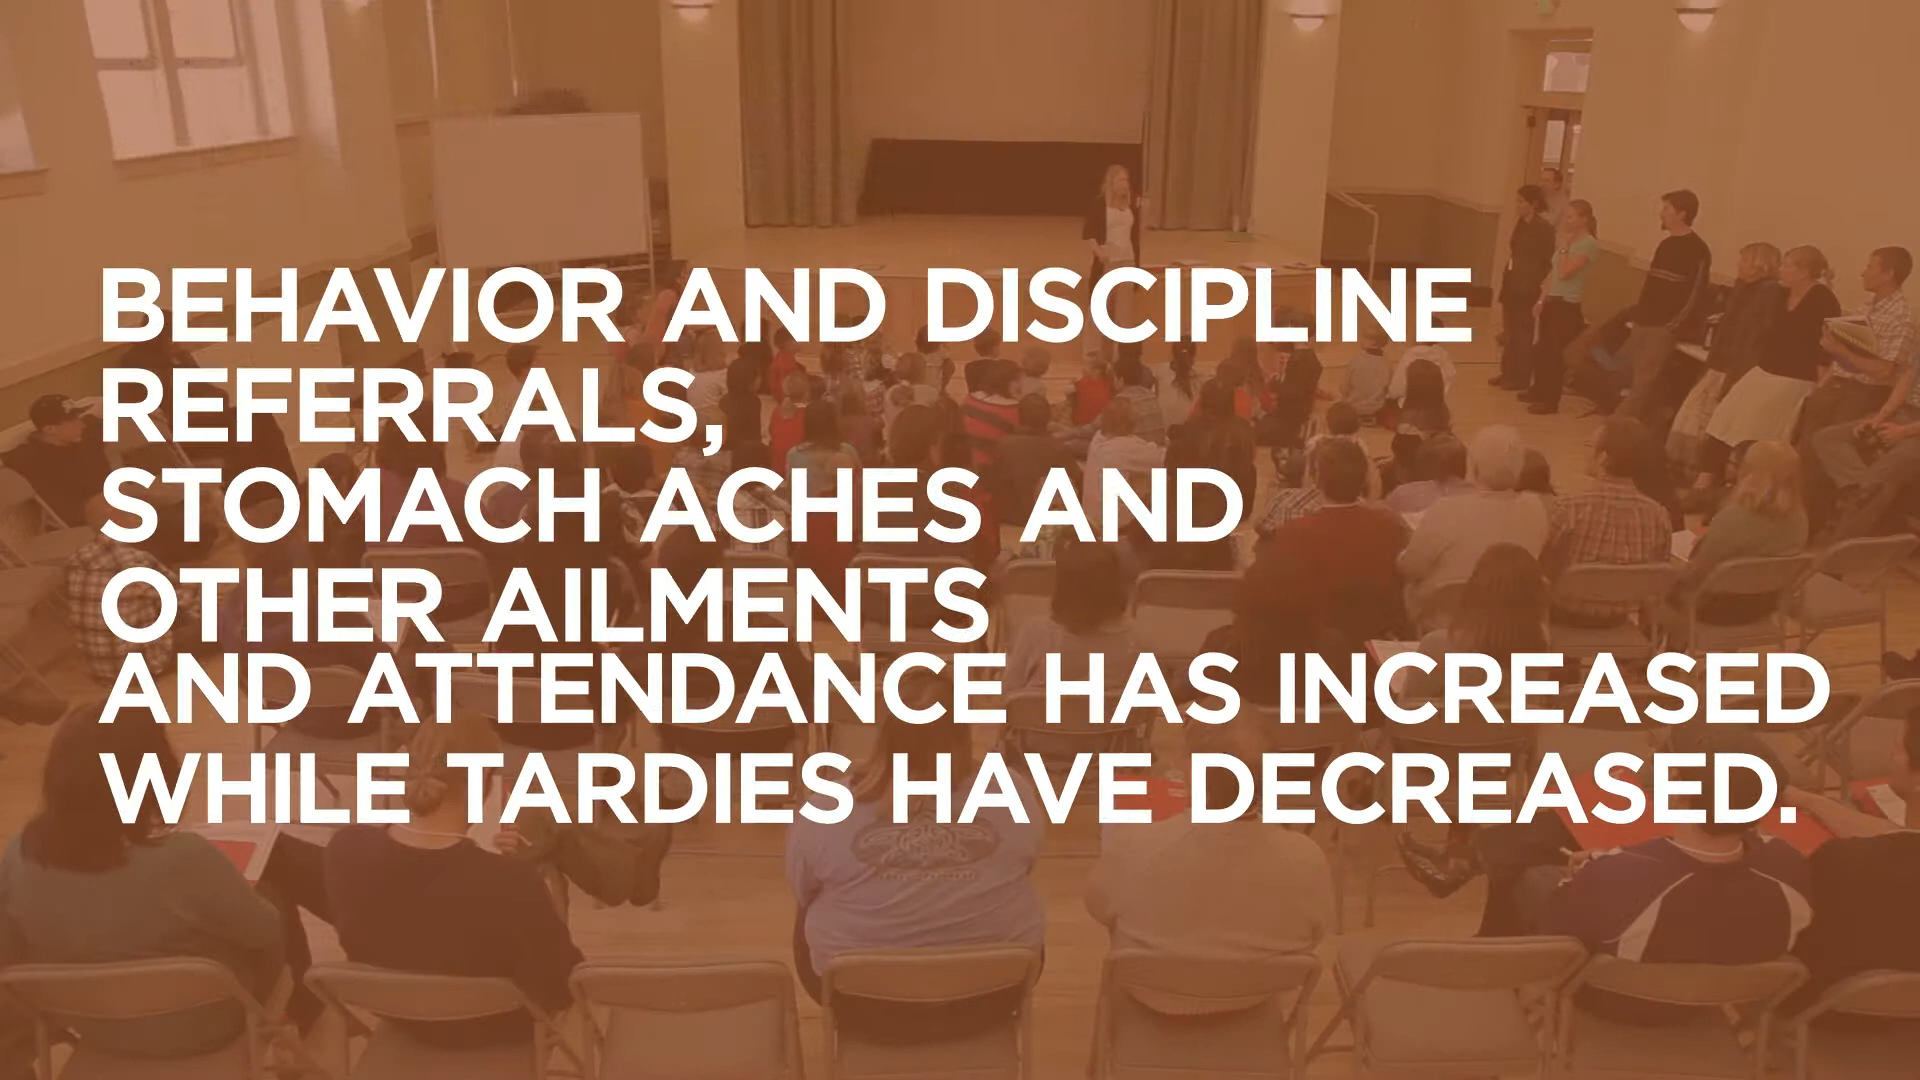 BEHAVIOR AND DISCIPLINE
REFERRALS,
STOMACH ACHES AND
OTHER AILMENTS
AND ATTENDANCE HAS INCREASED
WHILE TARDIES HAVE DECREASED.